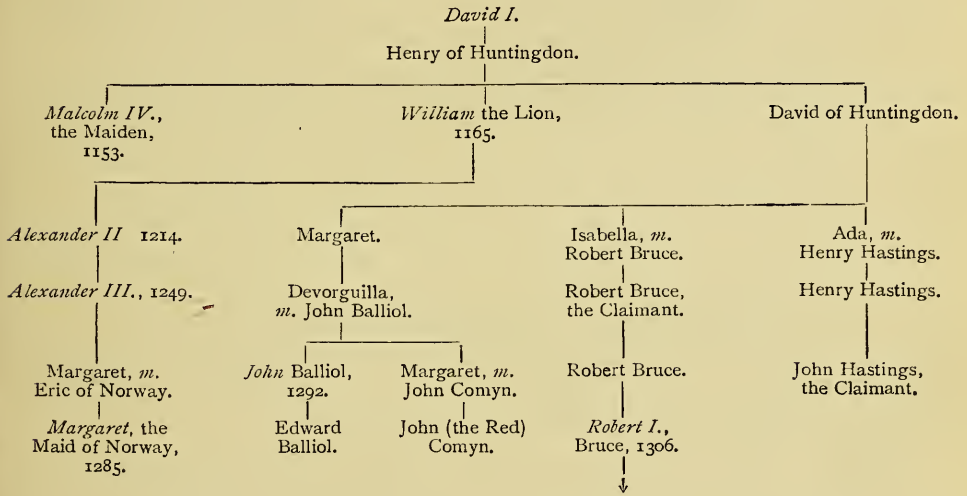 David I.
Henry of Huntingdon.
Malcolm IV.,
the Maiden,
1153.
William the Lion,
1165.
David of Huntingdon.
Alexander II 1214.
Margaret.
Isabella, m.
Robert Bruce.
Ada, m.
Henry Hastings.
Alexander III., 1249.
Devorguilla,
m. John Balliol.
Robert Bruce,
the Claimant.
Henry Hastings.
Margaret, m.
Eric of Norway.
John Balliol,
1292.
Margaret, m.
John Comyn.
Robert Bruce.
John Hastings,
the Claimant.
Margaret, the
Maid of Norway,
1285.
Edward
Balliol.
John (the Red)
Comyn.
Robert I.,
Bruce, 1306.